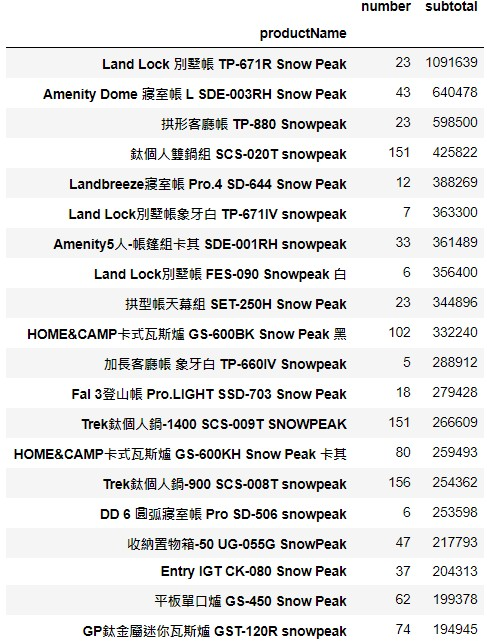 number subtotal
productName
Land Lock 別墅帳 TP-671R Snow Peak 23 1091639
Amenity Dome 寢室帳 L SDE-003RH Snow Peak 43 640478
拱形客廳帳 TP-880 Snowpeak 23 598500
鈦個人雙鍋組 SCS-020T snowpeak 151 425822
Landbreeze寢室帳 Pro.4 SD-644 Snow Peak 12 388269
Land Lock別墅帳象牙白 TP-671IV snowpeak 7 363300
Amenity5人-帳篷組卡其 SDE-001RH snowpeak 33 361489
Land Lock別墅帳 FES-090 Snowpeak 白 6 356400
拱型帳天幕組 SET-250H Snow Peak 23 344896
HOME&CAMP卡式瓦斯爐 GS-600BK Snow Peak 黑 102 332240
加長客廳帳 象牙白 TP-660IV Snowpeak 5 288912
Fal 3登山帳 Pro.LIGHT SSD-703 Snow Peak 18 279428
Trek鈦個人鍋-1400 SCS-009T SNOWPEAK 151 266609
HOME&CAMP卡式瓦斯爐 GS-600KH Snow Peak 卡其 80 259493
Trek鈦個人鍋-900 SCS-008T snowpeak 156 254362
DD 6 圓弧寢室帳 Pro SD-506 snowpeak 6 253598
收納置物箱-50 UG-055G SnowPeak 47 217793
Entry IGT CK-080 Snow Peak 37 204313
平板單口爐 GS-450 Snow Peak 62 199378
GP鈦金屬迷你瓦斯爐 GST-120R snowpeak 74 194945